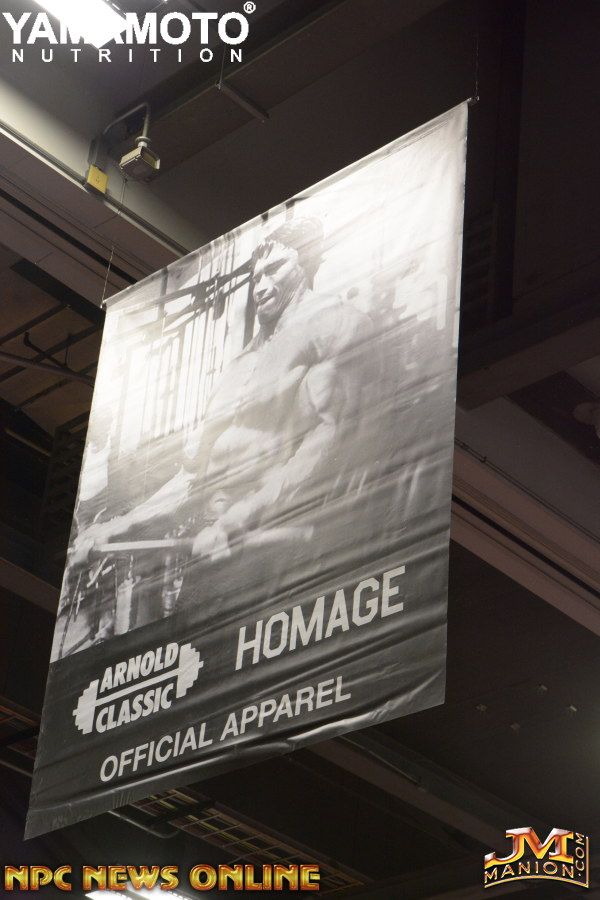 YAMAMOTO®
NUTRITION
ARNOLD
CLASSIC
HOMAGE
OFFICIAL APPAREL
NPC NEWS ONLINE
JM
MANION.COM